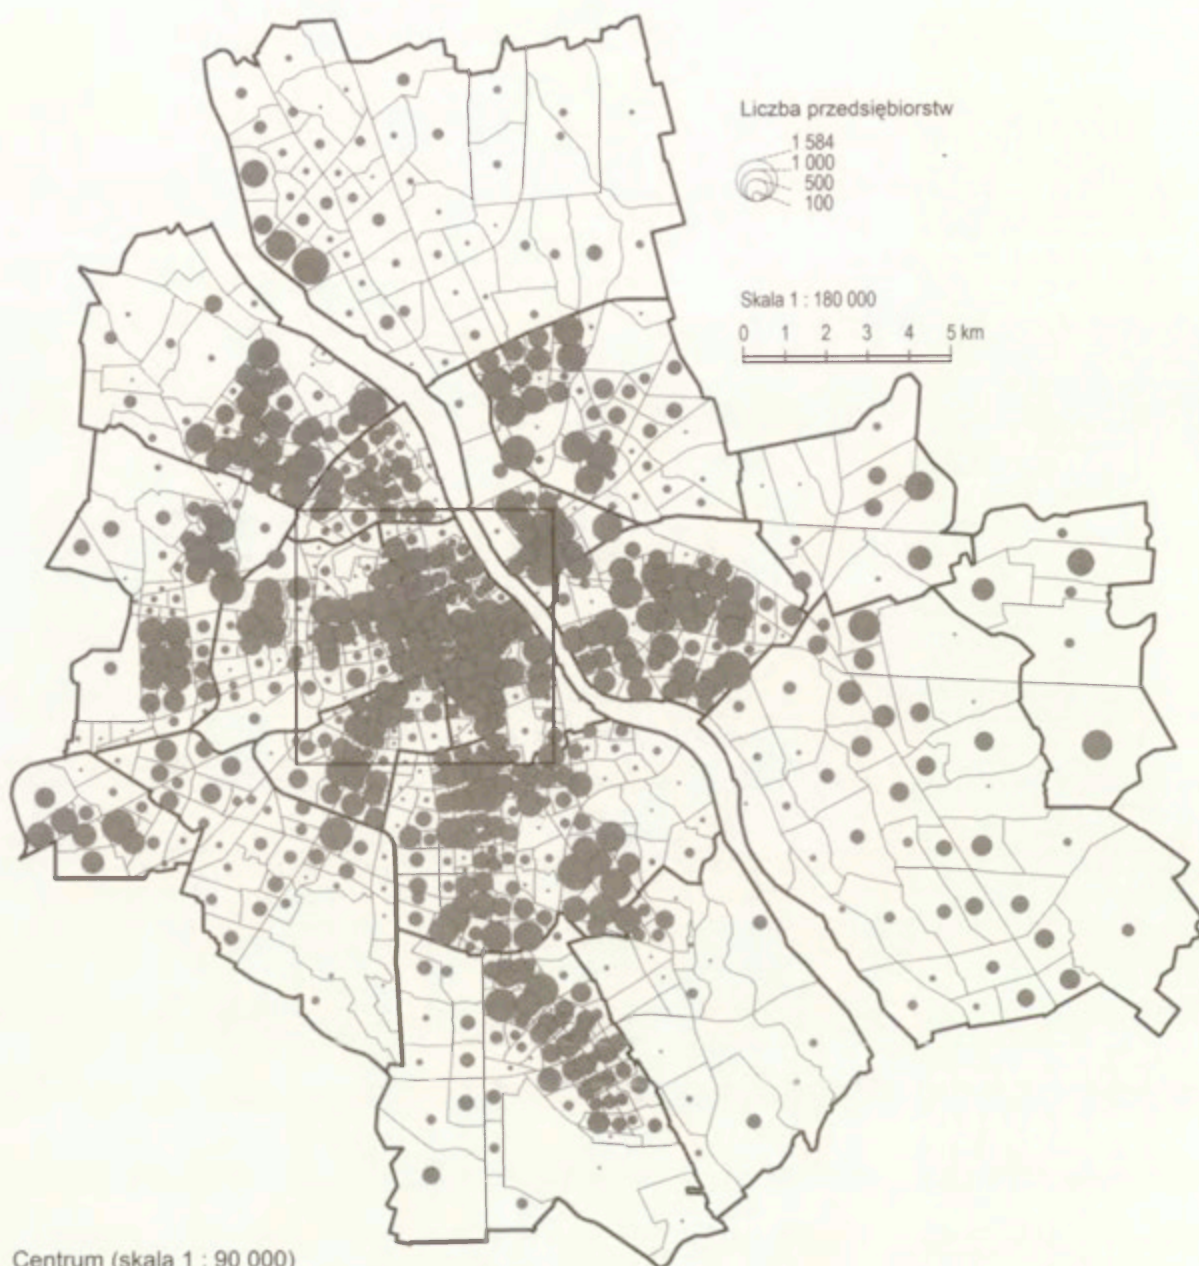 Liczba przedsiębiorstw
1 584
1 000
500
100
Skala 1 : 180 000
0 1 2 3 4 5 km
Centrum (skala 1 : 90 000)